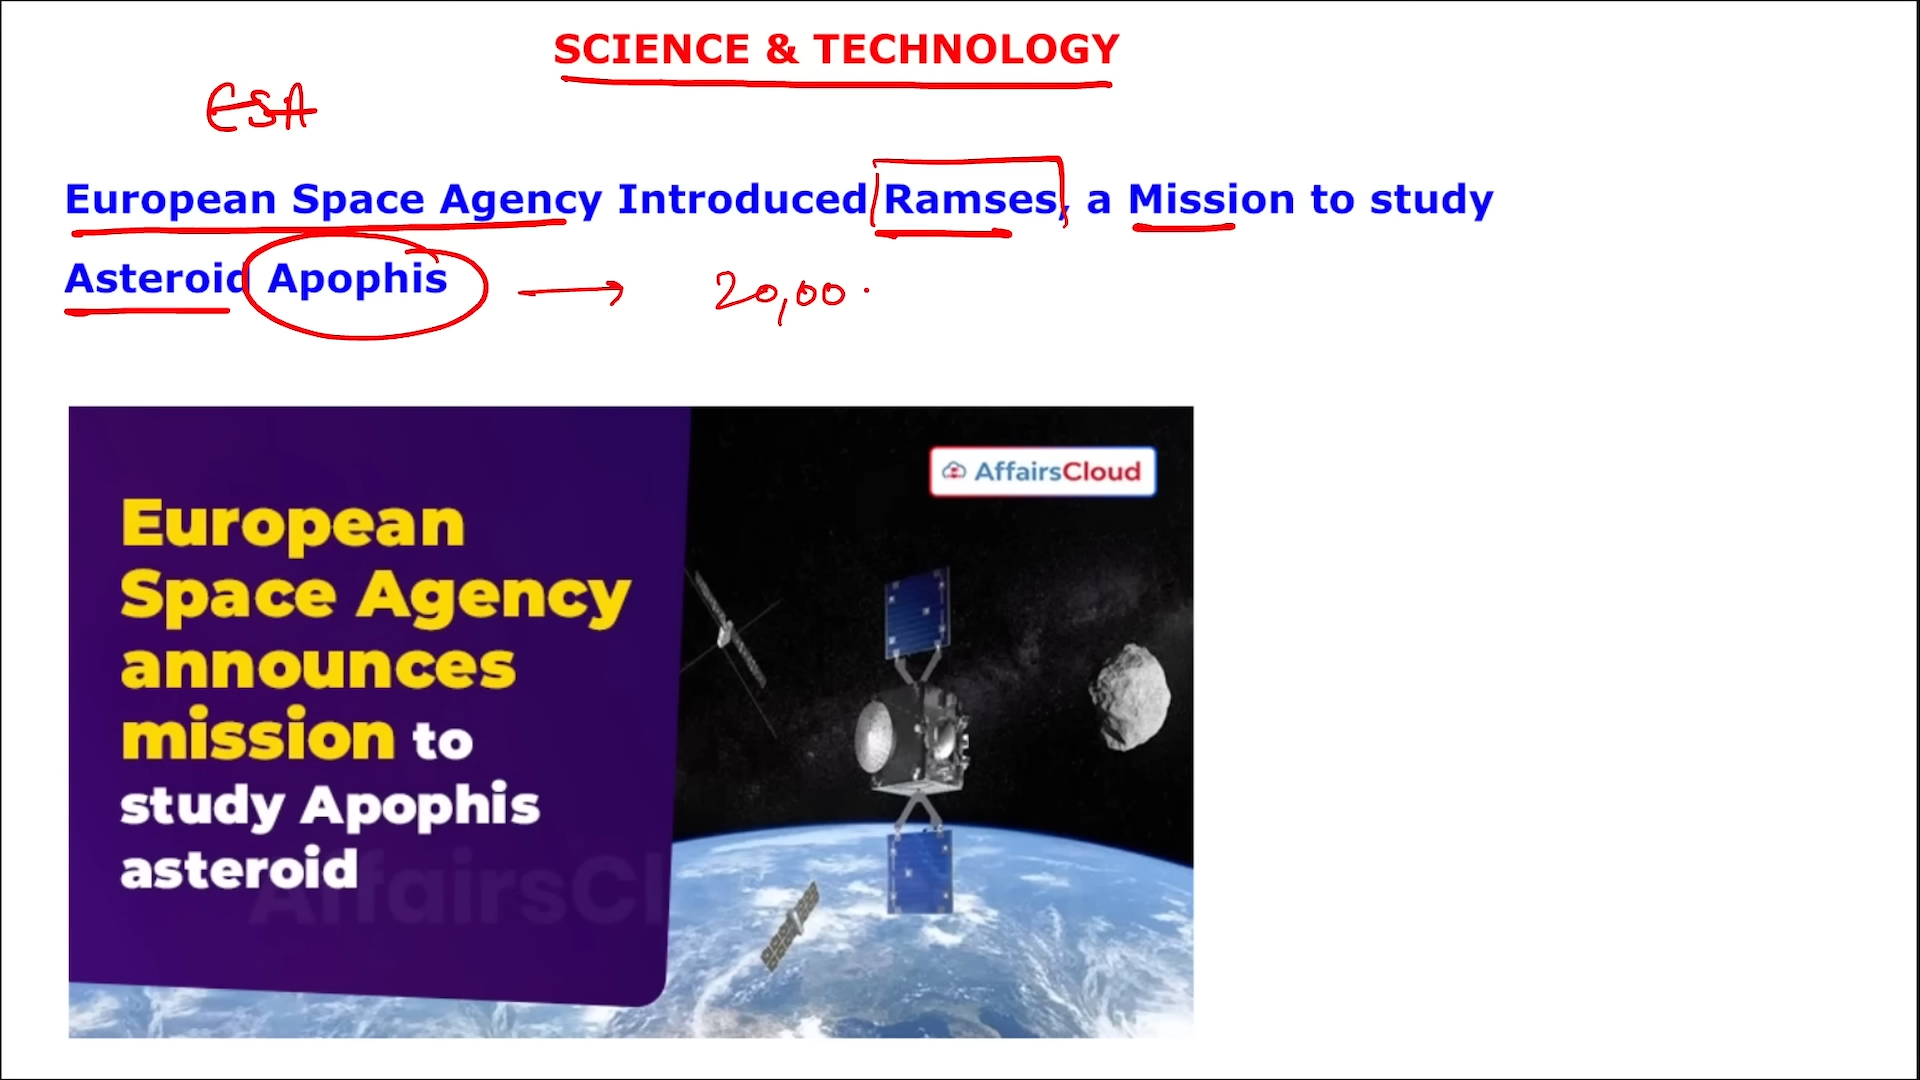 SCIENCE & TECHNOLOGY
ESA
European Space Agency Introduced Ramses, a Mission to study
Asteroid Apophis → 20,00
AffairsCloud
European
Space Agency
announces
mission to
study Apophis
asteroid